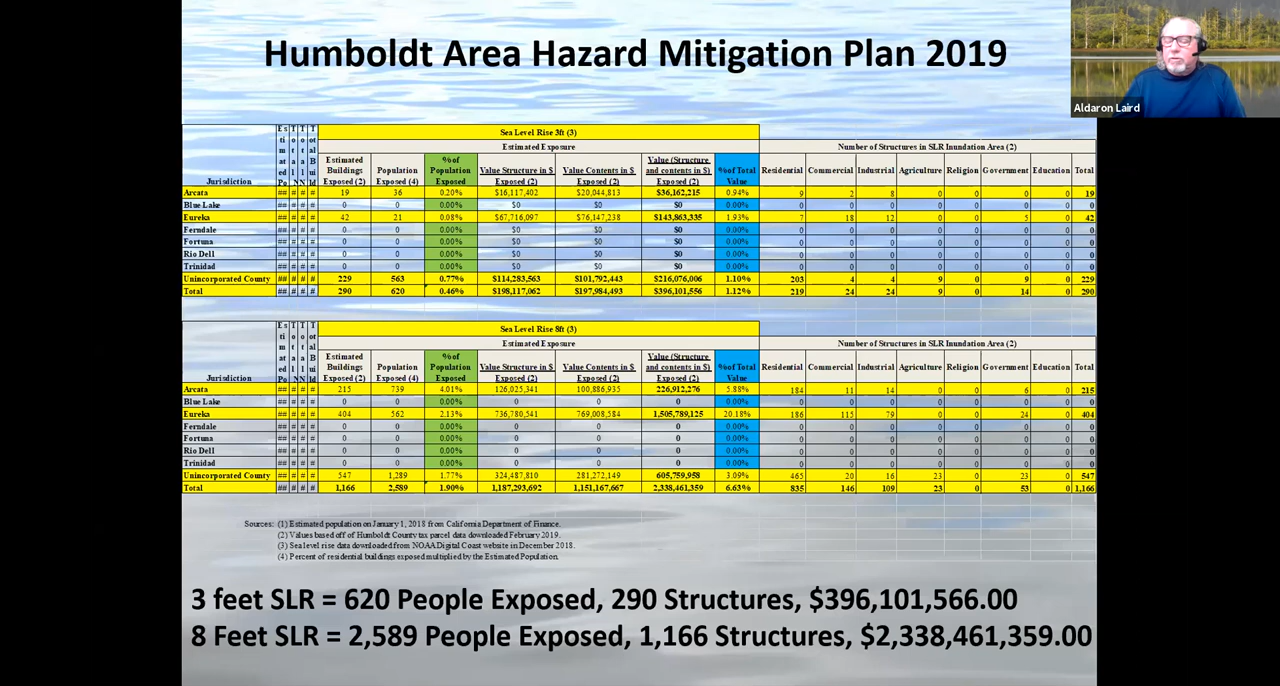 Humboldt Area Hazard Mitigation Plan 2019
Aldaron Laird
Sea Level Rise 3ft (3)
Estimated Exposure Number of Structures in SLR Inundation Area (2)
Jurisdiction Estimated Buildings Exposed (2) Population Exposed (4) % of Population Exposed Value Structure in $ Exposed (2) Value Contents in $ Exposed (2) Value (Structure and contents in $) Exposed (2) % of Total Value Residential Commercial Industrial Agriculture Religion Government Education Total
Arcata ## # # # 19 36 0.20% $16,117,402 $20,044,813 $36,162,215 0.94% 9 2 8 0 0 0 0 19
Blue Lake ## # # # 0 0 0.00% $0 $0 $0 0.00% 0 0 0 0 0 0 0 0
Eureka ## # # # 42 21 0.08% $67,716,097 $76,147,238 $143,863,335 1.93% 7 18 12 0 0 5 0 42
Ferndale ## # # # 0 0 0.00% $0 $0 $0 0.00% 0 0 0 0 0 0 0 0
Fortuna ## # # # 0 0 0.00% $0 $0 $0 0.00% 0 0 0 0 0 0 0 0
Rio Dell ## # # # 0 0 0.00% $0 $0 $0 0.00% 0 0 0 0 0 0 0 0
Trinidad ## # # # 0 0 0.00% $0 $0 $0 0.00% 0 0 0 0 0 0 0 0
Unincorporated County ## # # # 229 563 0.77% $114,283,563 $101,792,443 $216,076,006 1.10% 203 4 4 9 0 9 0 229
Total ## # # # 290 620 0.46% $198,117,062 $197,984,493 $396,101,556 1.12% 219 24 24 9 0 14 0 290
Sea Level Rise 8ft (3)
Estimated Exposure Number of Structures in SLR Inundation Area (2)
Jurisdiction Estimated Buildings Exposed (2) Population Exposed (4) % of Population Exposed Value Structure in $ Exposed (2) Value Contents in $ Exposed (2) Value (Structure and contents in $) Exposed (2) % of Total Value Residential Commercial Industrial Agriculture Religion Government Education Total
Arcata ## # # # 215 739 4.01% 126,025,341 100,886,935 226,912,276 5.88% 184 11 14 0 0 6 0 215
Blue Lake ## # # # 0 0 0.00% 0 0 0 0.00% 0 0 0 0 0 0 0 0
Eureka ## # # # 404 562 2.13% 736,780,541 769,008,584 1,505,789,125 20.18% 186 115 79 0 0 24 0 404
Ferndale ## # # # 0 0 0.00% 0 0 0 0.00% 0 0 0 0 0 0 0 0
Fortuna ## # # # 0 0 0.00% 0 0 0 0.00% 0 0 0 0 0 0 0 0
Rio Dell ## # # # 0 0 0.00% 0 0 0 0.00% 0 0 0 0 0 0 0 0
Trinidad ## # # # 0 0 0.00% 0 0 0 0.00% 0 0 0 0 0 0 0 0
Unincorporated County ## # # # 547 1,289 1.77% 324,487,810 281,272,149 605,759,958 3.09% 465 20 16 23 0 23 0 547
Total ## # # # 1,166 2,589 1.90% 1,187,293,692 1,151,167,667 2,338,461,359 6.63% 835 146 109 23 0 53 0 1,166
Sources: (1) Estimated population on January 1, 2018 from California Department of Finance.
(2) Values based off of Humboldt County tax parcel data downloaded February 2019.
(3) Sea level rise data downloaded from NOAA Digital Coast website in December 2018.
(4) Percent of residential buildings exposed multiplied by the Estimated Population.
3 feet SLR = 620 People Exposed, 290 Structures, $396,101,566.00
8 Feet SLR = 2,589 People Exposed, 1,166 Structures, $2,338,461,359.00